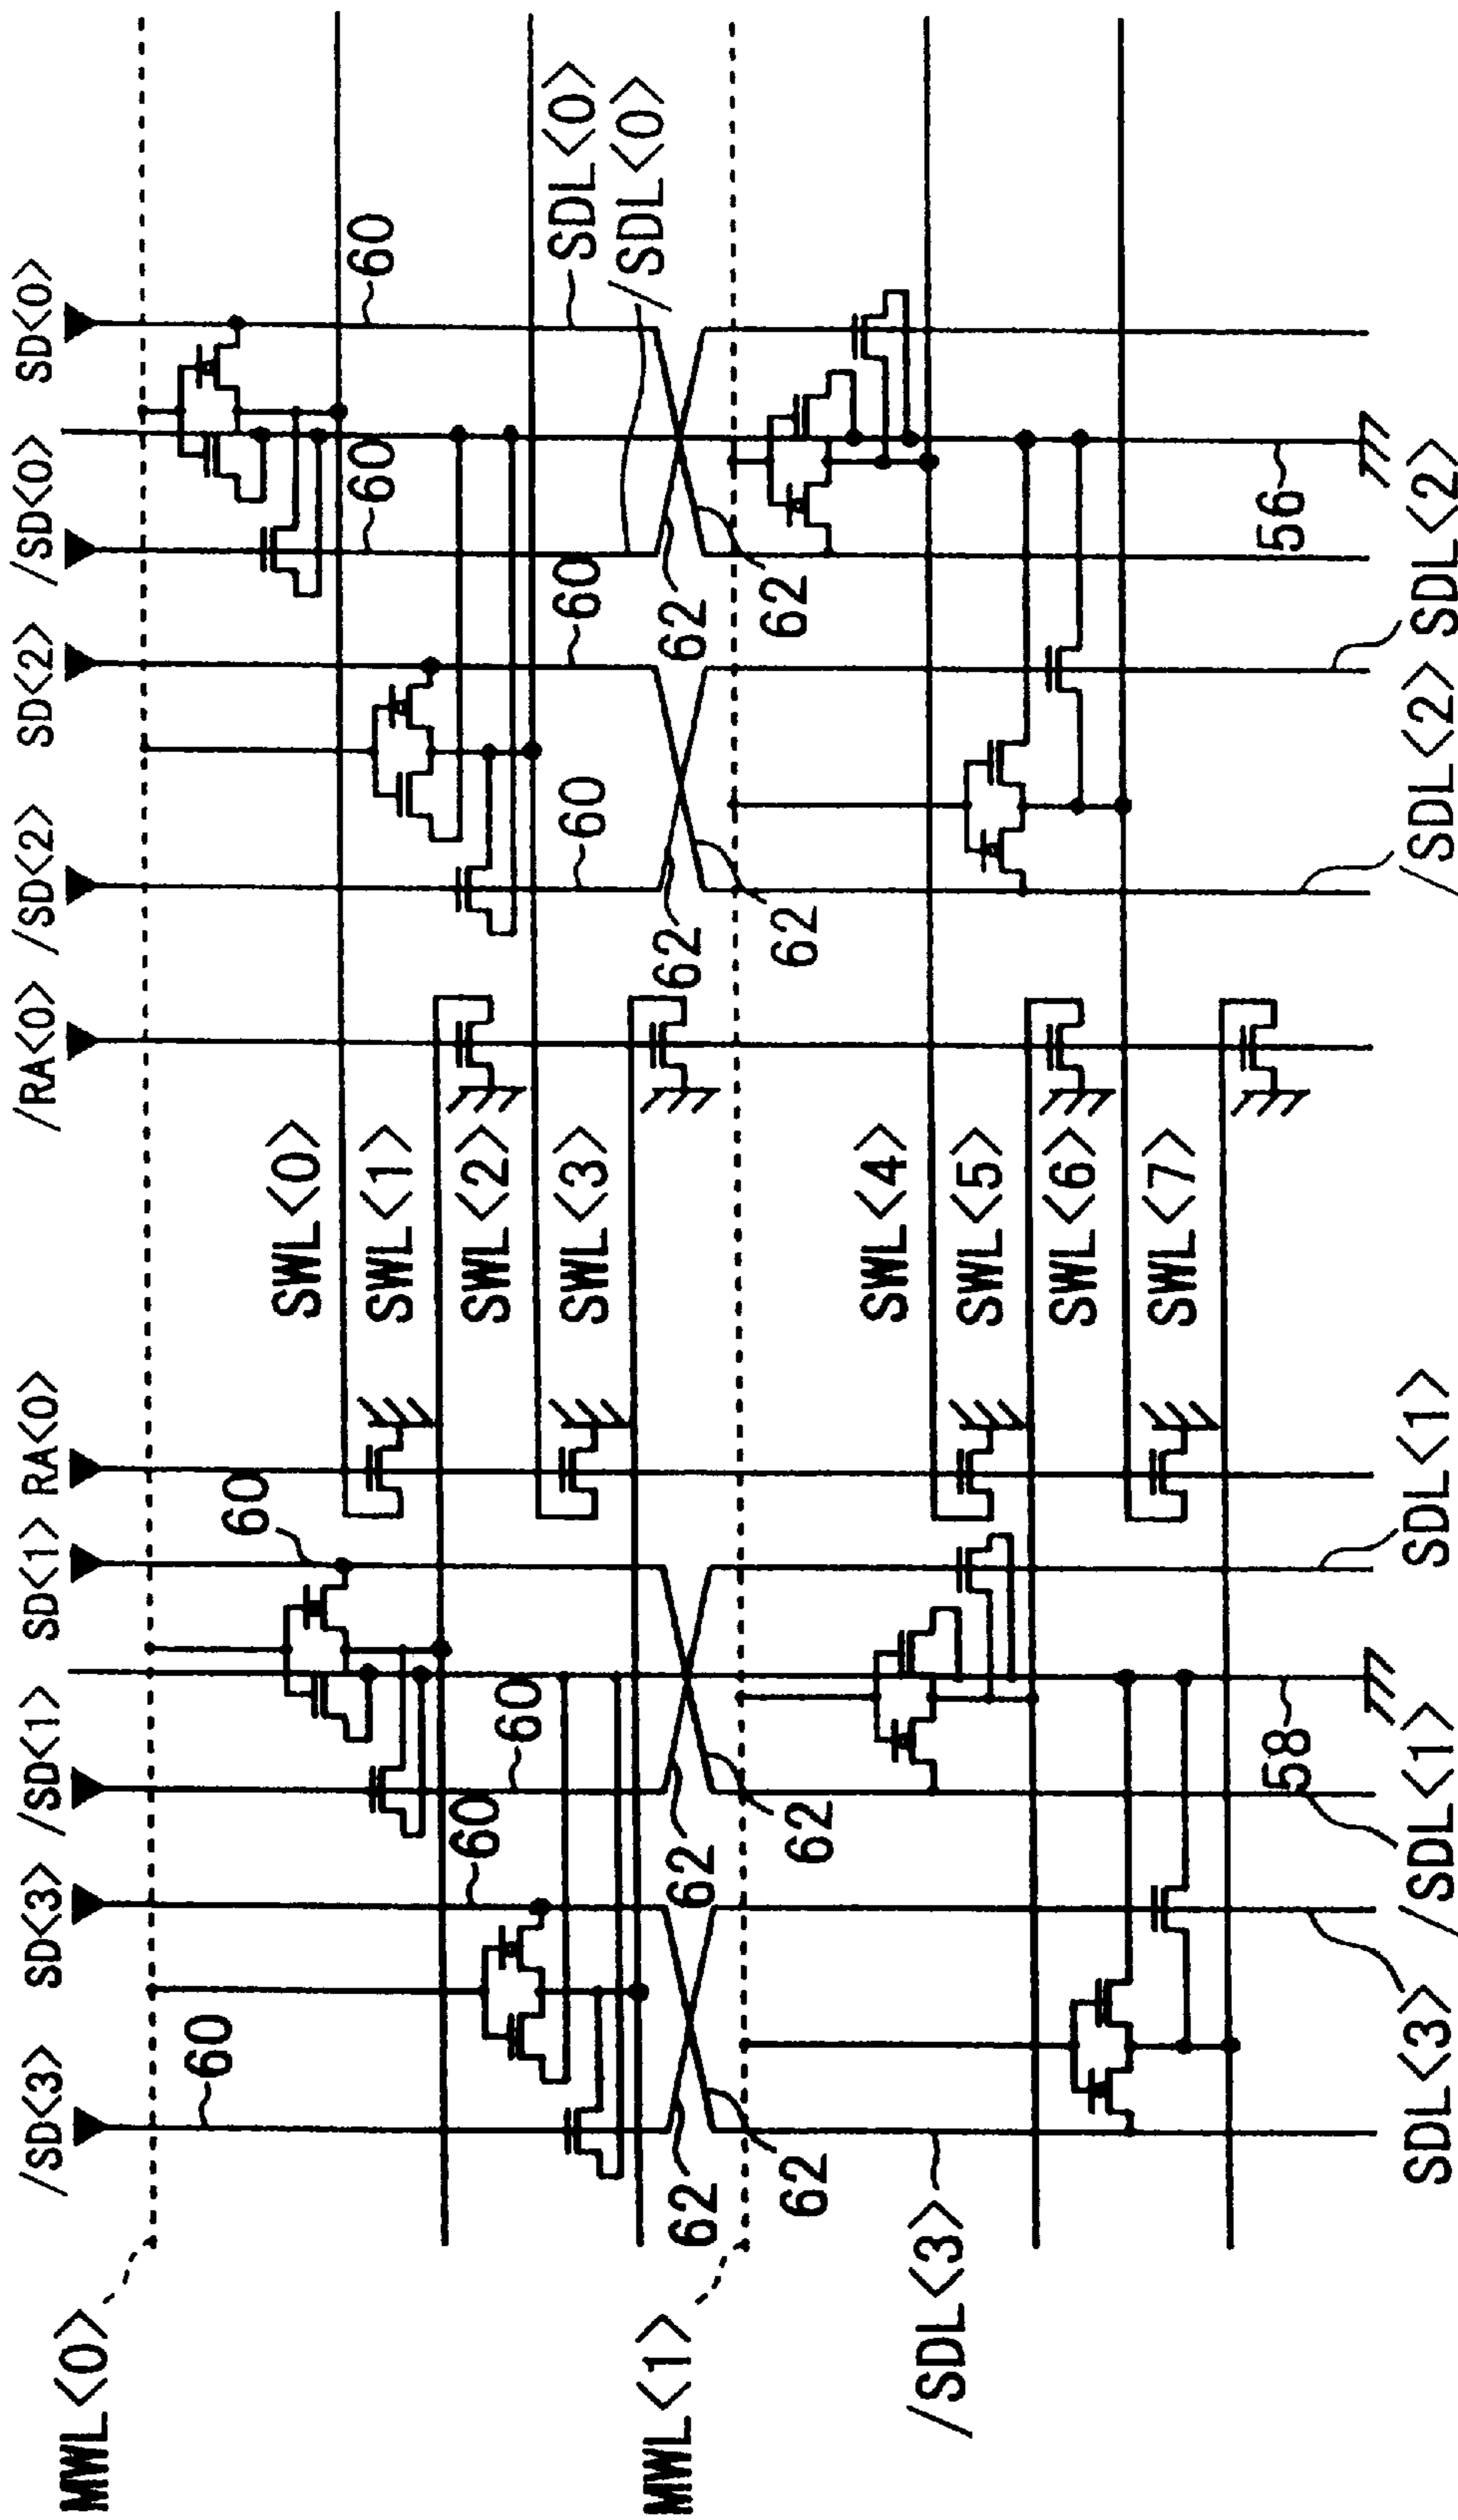 MWL<0>
/SD<3>
SD<3>
/SD<1>
SD<1>
RA<0>
/RA<0>
/SD<2>
SD<2>
/SD<0>
SD<0>
60
60
60
60
60
60
60
60
SWL<0>
SWL<1>
SWL<2>
SWL<3>
SDL<0>
/SDL<0>
MWL<1>
62
62
62
62
62
62
62
62
SWL<4>
SWL<5>
SWL<6>
SWL<7>
/SDL<3>
58
56
SDL<3>
/SDL<1>
SDL<1>
/SDL<2>
SDL<2>